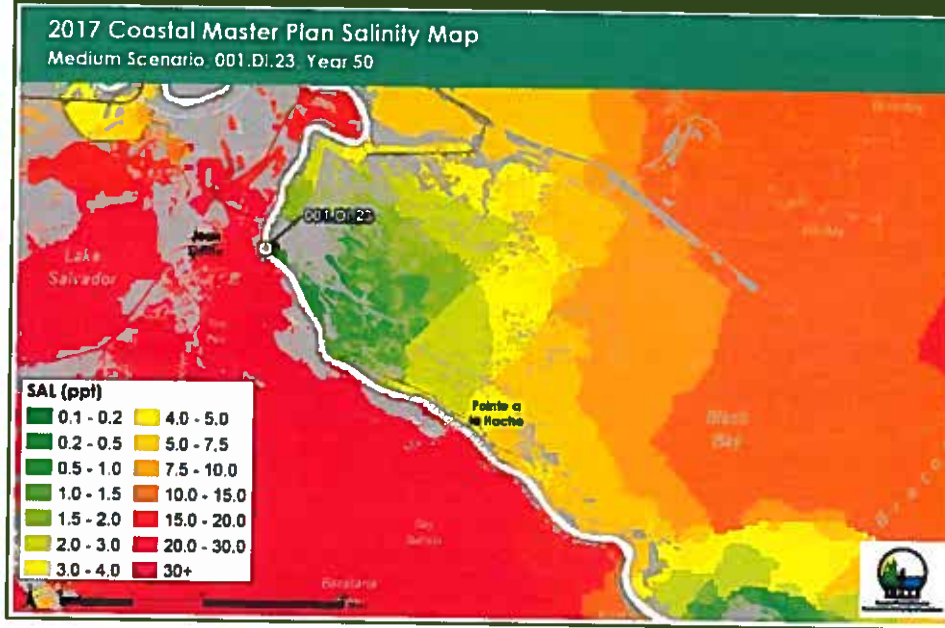 2017 Coastal Master Plan Salinity Map
Medium Scenario, 001.DI.23, Year 50
001.DI.23
Jean
Lake
Salvador
Pointe a
la Hache
Black
Bay
SAL (ppt)
0.1 - 0.2
0.2 - 0.5
0.5 - 1.0
1.0 - 1.5
1.5 - 2.0
2.0 - 3.0
3.0 - 4.0
4.0 - 5.0
5.0 - 7.5
7.5 - 10.0
10.0 - 15.0
15.0 - 20.0
20.0 - 30.0
30+
Barataria